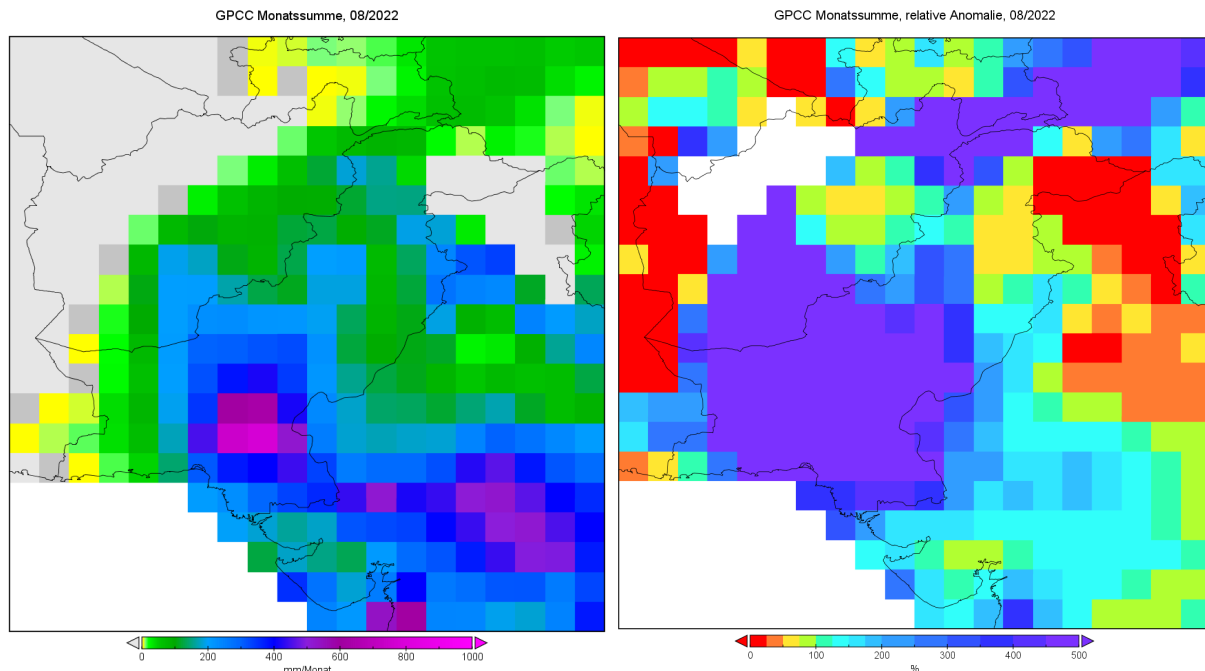 GPCC Monatssumme, 08/2022
0 200 400 600 800 1000
mm/Monat
GPCC Monatssumme, relative Anomalie, 08/2022
0 100 200 300 400 500
%